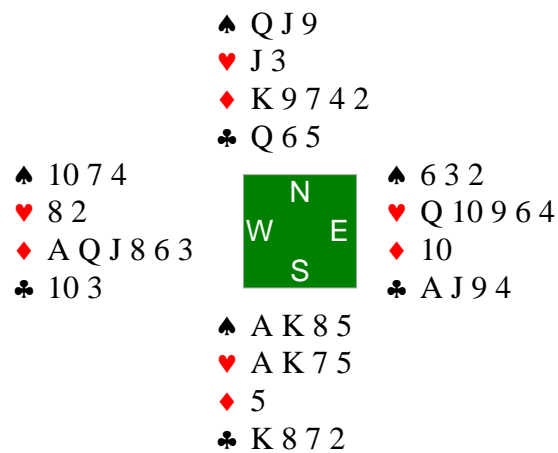 ♠ Q J 9
♥ J 3
♦ K 9 7 4 2
♣ Q 6 5
♠ 10 7 4
♥ 8 2
♦ A Q J 8 6 3
♣ 10 3
N
W E
S
♠ 6 3 2
♥ Q 10 9 6 4
♦ 10
♣ A J 9 4
♠ A K 8 5
♥ A K 7 5
♦ 5
♣ K 8 7 2